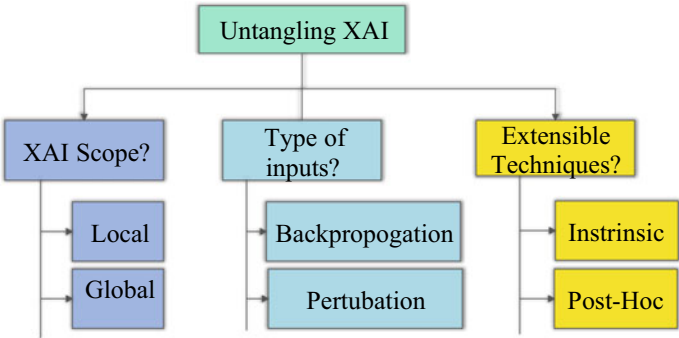 Untangling XAI
XAI Scope?
Local
Global
Type of
inputs?
Backpropogation
Pertubation
Extensible
Techniques?
Instrinsic
Post-Hoc